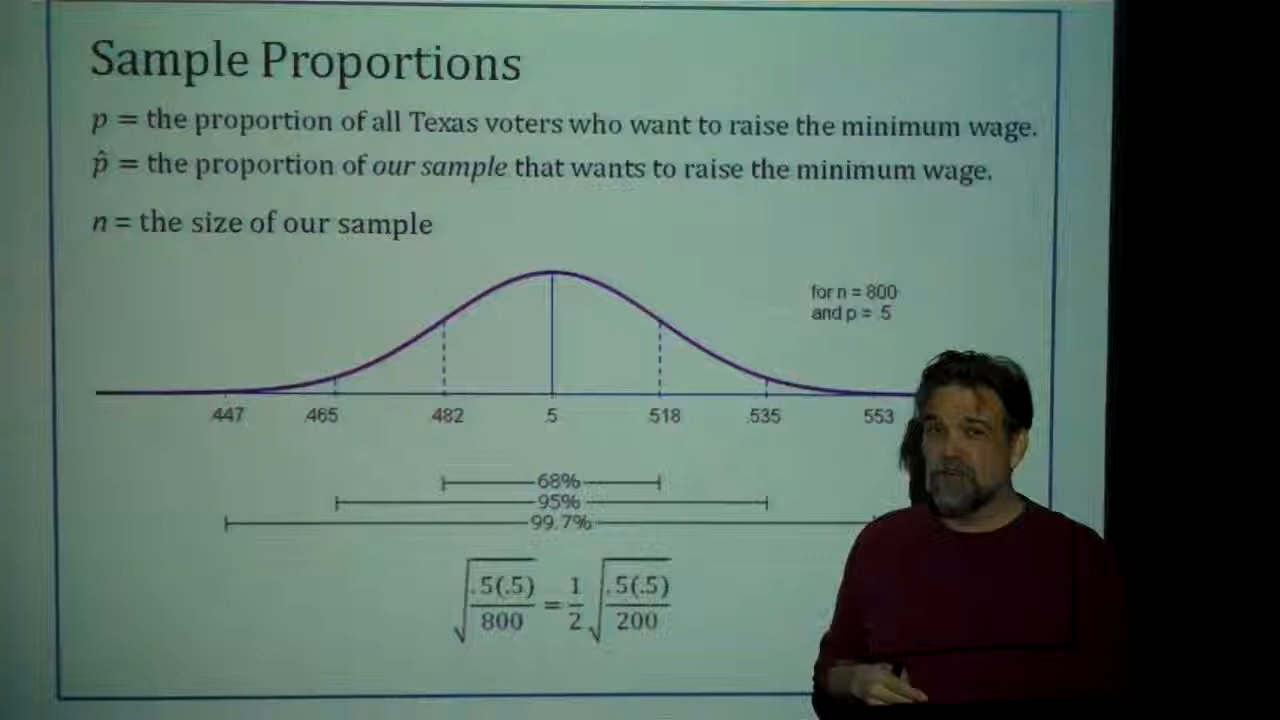 Sample Proportions
p = the proportion of all Texas voters who want to raise the minimum wage.
p̂ = the proportion of our sample that wants to raise the minimum wage.
n = the size of our sample
for n = 800
and p = .5
.447 .465 .482 .5 .518 .535 .553
68%
95%
99.7%
√(.5(.5)/800) = 1/2 √(.5(.5)/200)